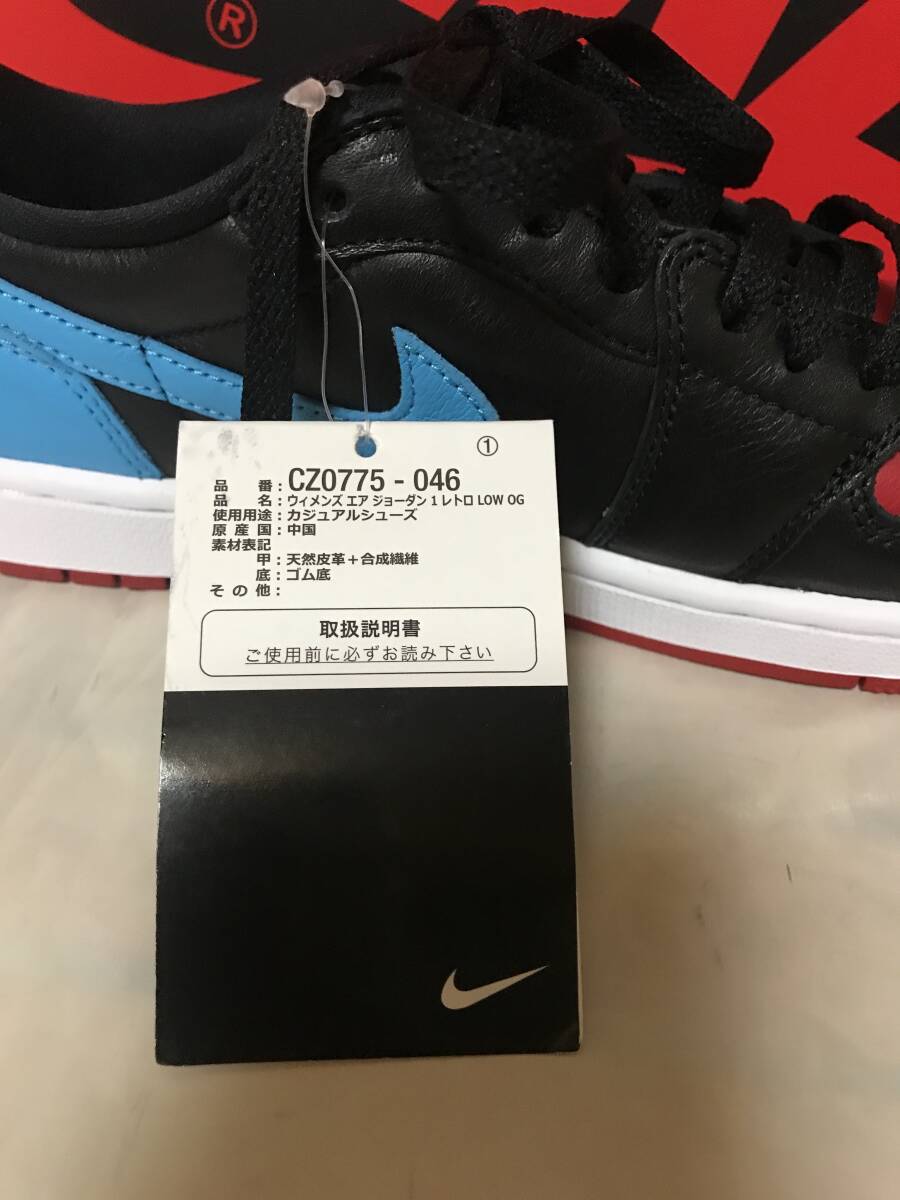 ®
①
品番：CZ0775 - 046
品名：ウィメンズ エア ジョーダン 1 レトロ LOW OG
使用用途：カジュアルシューズ
原産国：中国
素材表記
甲：天然皮革＋合成繊維
底：ゴム底
その他：
取扱説明書
ご使用前に必ずお読み下さい